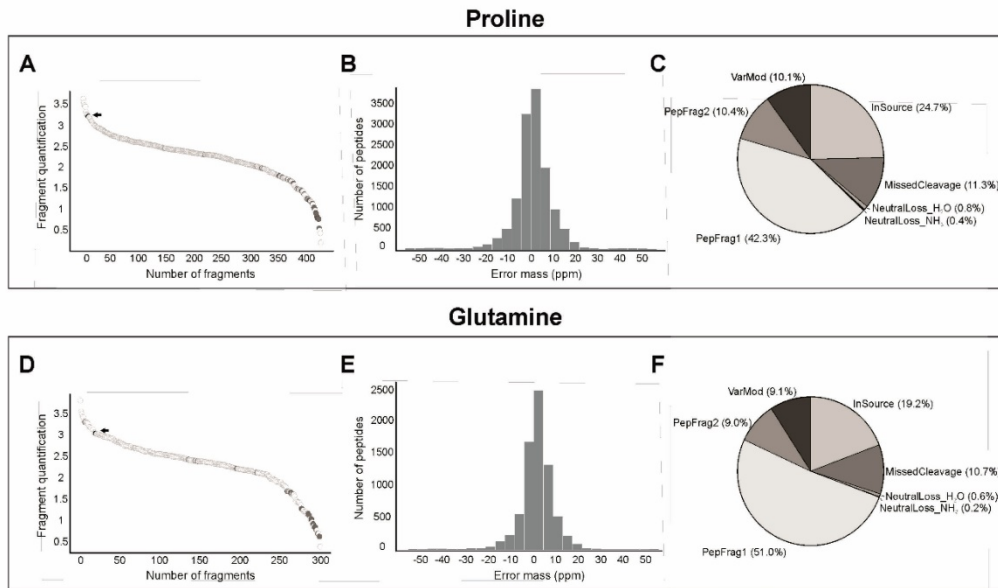 Proline
A
Fragment quantification
3.5
3
2.5
2
1.5
1
0.5
0 50 100 150 200 250 300 350 400
Number of fragments
B
Number of peptides
3500
3000
2500
2000
1500
1000
500
0
-50 -40 -30 -20 -10 0 10 20 30 40 50
Error mass (ppm)
C
VarMod (10.1%)
InSource (24.7%)
PepFrag2 (10.4%)
MissedCleavage (11.3%)
NeutralLoss_H₂O (0.8%)
NeutralLoss_NH₃ (0.4%)
PepFrag1 (42.3%)
Glutamine
D
Fragment quantification
3.5
3
2.5
2
1.5
1
0.5
0 50 100 150 200 250 300
Number of fragments
E
Number of peptides
2500
2000
1500
1000
500
0
-50 -40 -30 -20 -10 0 10 20 30 40 50
Error mass (ppm)
F
VarMod (9.1%)
InSource (19.2%)
PepFrag2 (9.0%)
MissedCleavage (10.7%)
NeutralLoss_H₂O (0.6%)
NeutralLoss_NH₃ (0.2%)
PepFrag1 (51.0%)